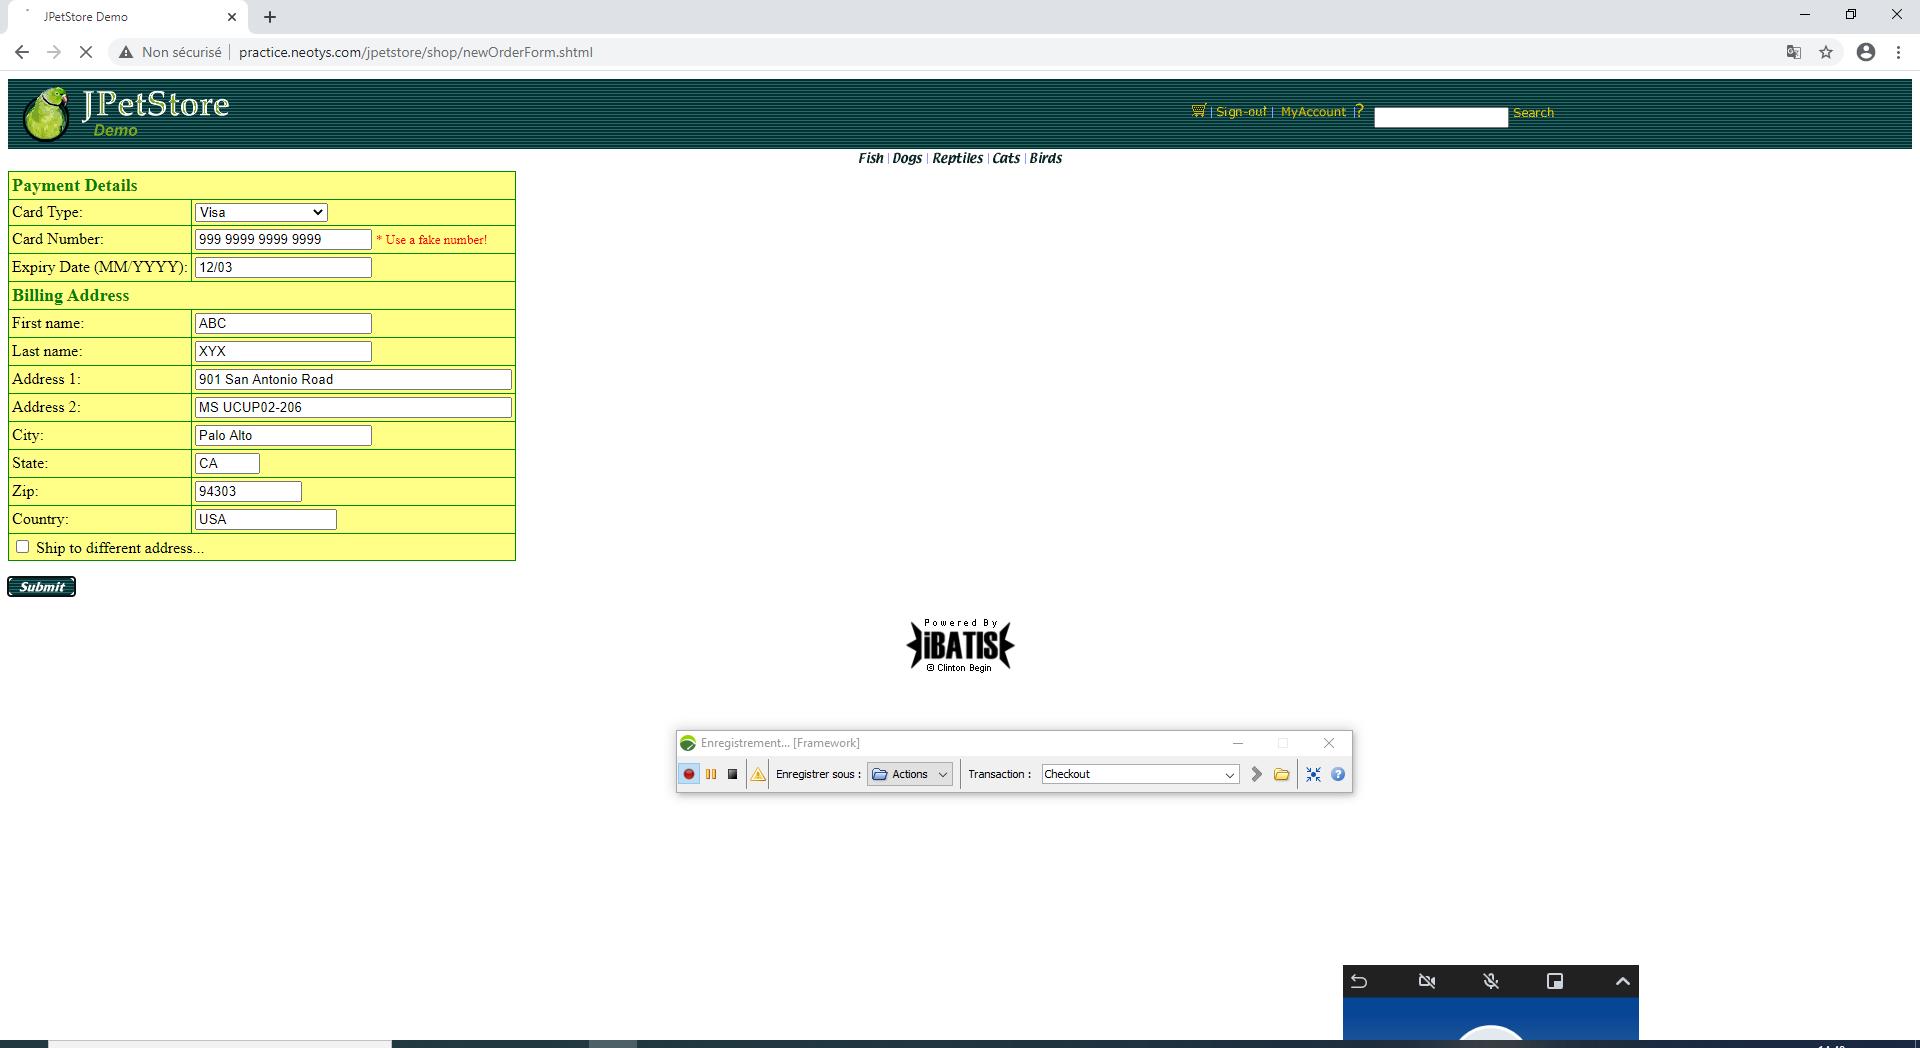 JPetStore Demo
Non sécurisé | practice.neotys.com/jpetstore/shop/newOrderForm.shtml
JPetStore
Demo
| Sign-out | MyAccount | ? Search
Fish | Dogs | Reptiles | Cats | Birds
Payment Details
Card Type: Visa
Card Number: 999 9999 9999 9999 * Use a fake number!
Expiry Date (MM/YYYY): 12/03
Billing Address
First name: ABC
Last name: XYX
Address 1: 901 San Antonio Road
Address 2: MS UCUP02-206
City: Palo Alto
State: CA
Zip: 94303
Country: USA
Ship to different address...
Submit
Powered By
iBATIS
© Clinton Begin
Enregistrement... [Framework]
Enregistrer sous : Actions Transaction : Checkout